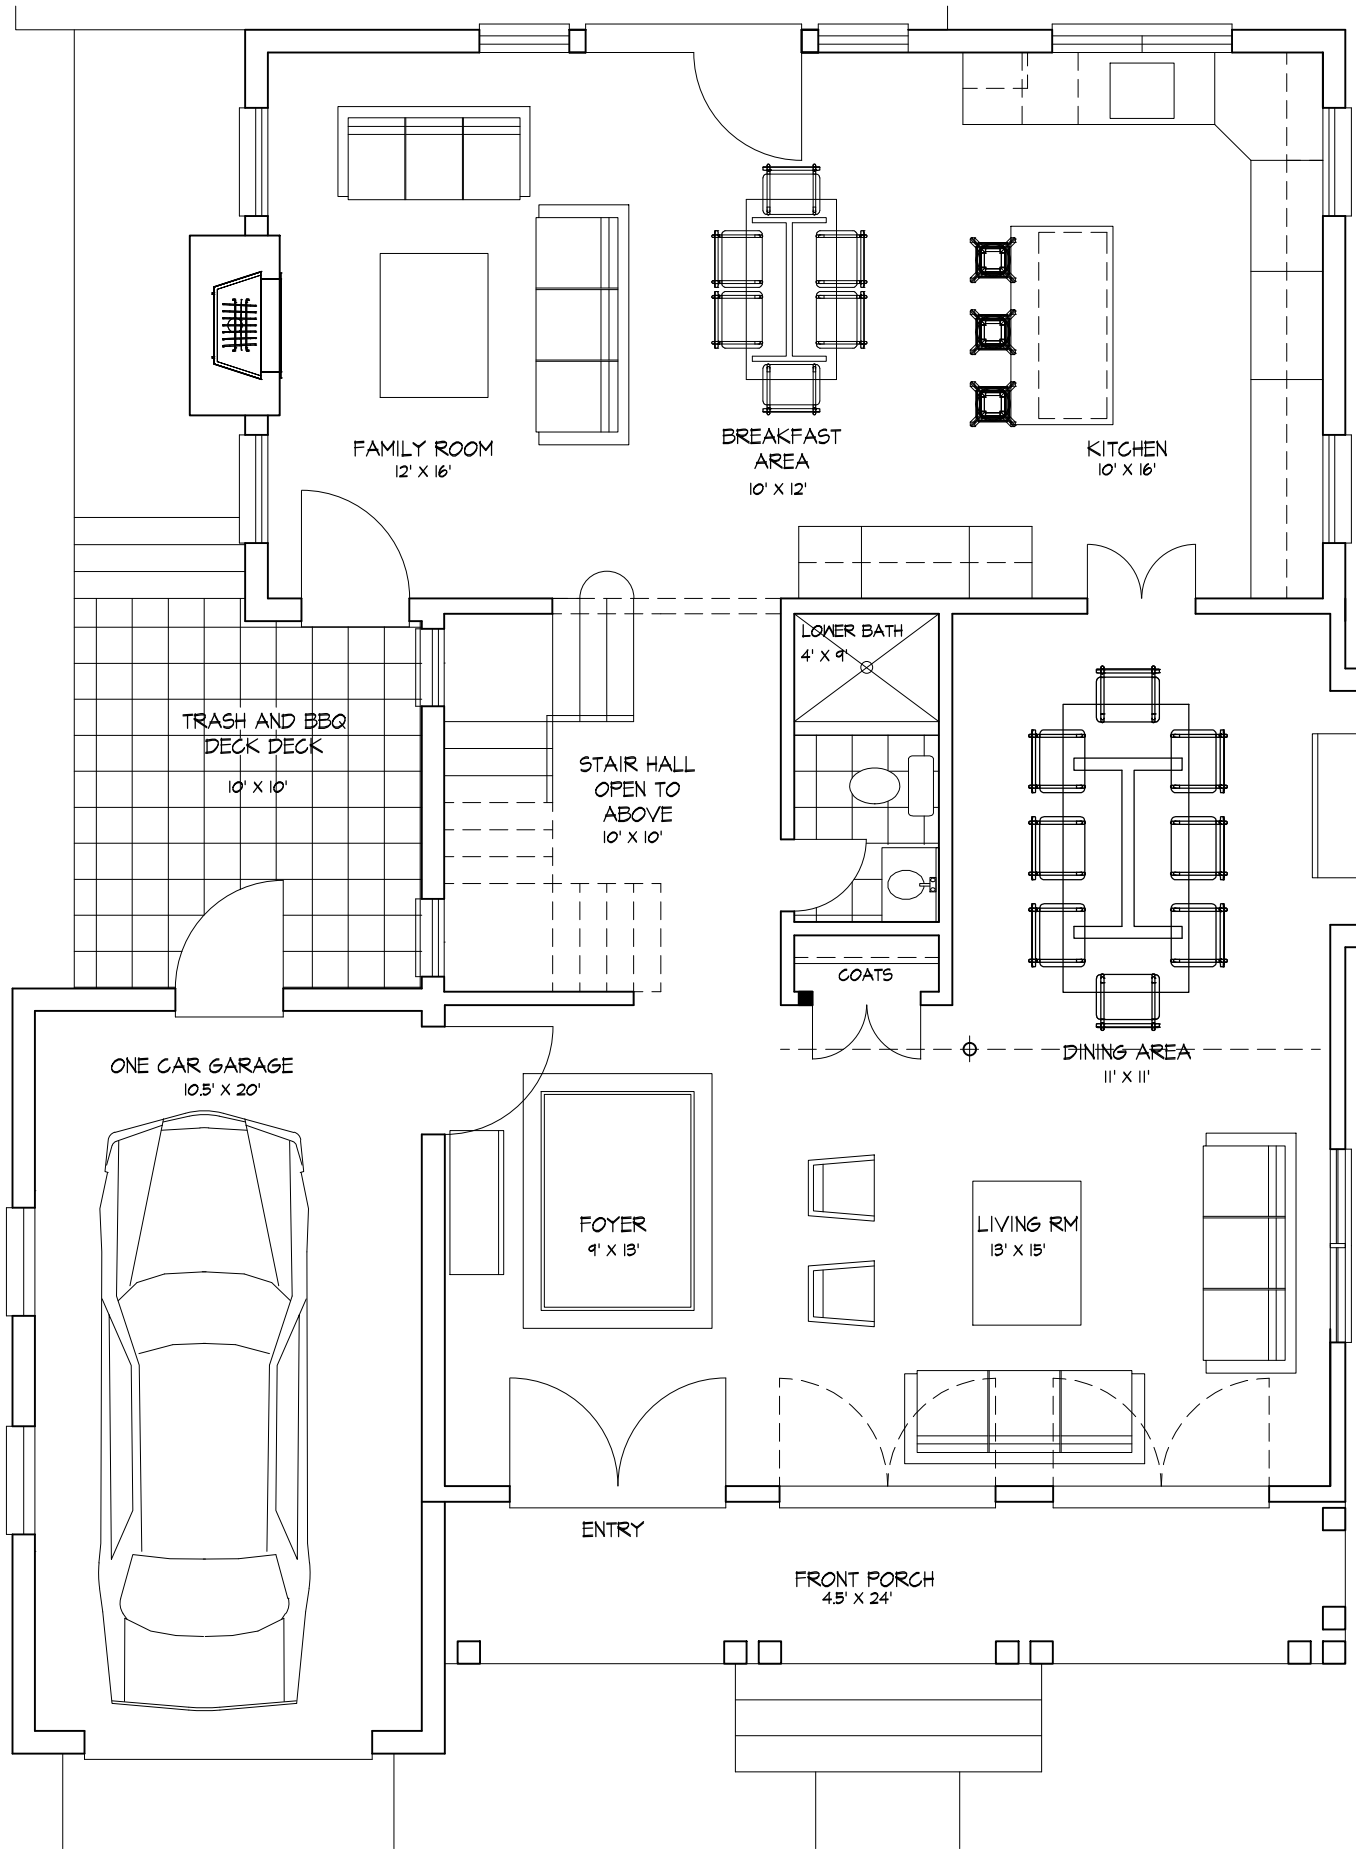 FAMILY ROOM
12' X 16'
BREAKFAST
AREA
10' X 12'
KITCHEN
10' X 16'
LOWER BATH
4' X 9'
TRASH AND BBQ
DECK DECK
10' X 10'
STAIR HALL
OPEN TO
ABOVE
10' X 10'
COATS
ONE CAR GARAGE
10.5' X 20'
DINING AREA
11' X 11'
FOYER
9' X 13'
LIVING RM
13' X 15'
ENTRY
FRONT PORCH
4.5' X 24'